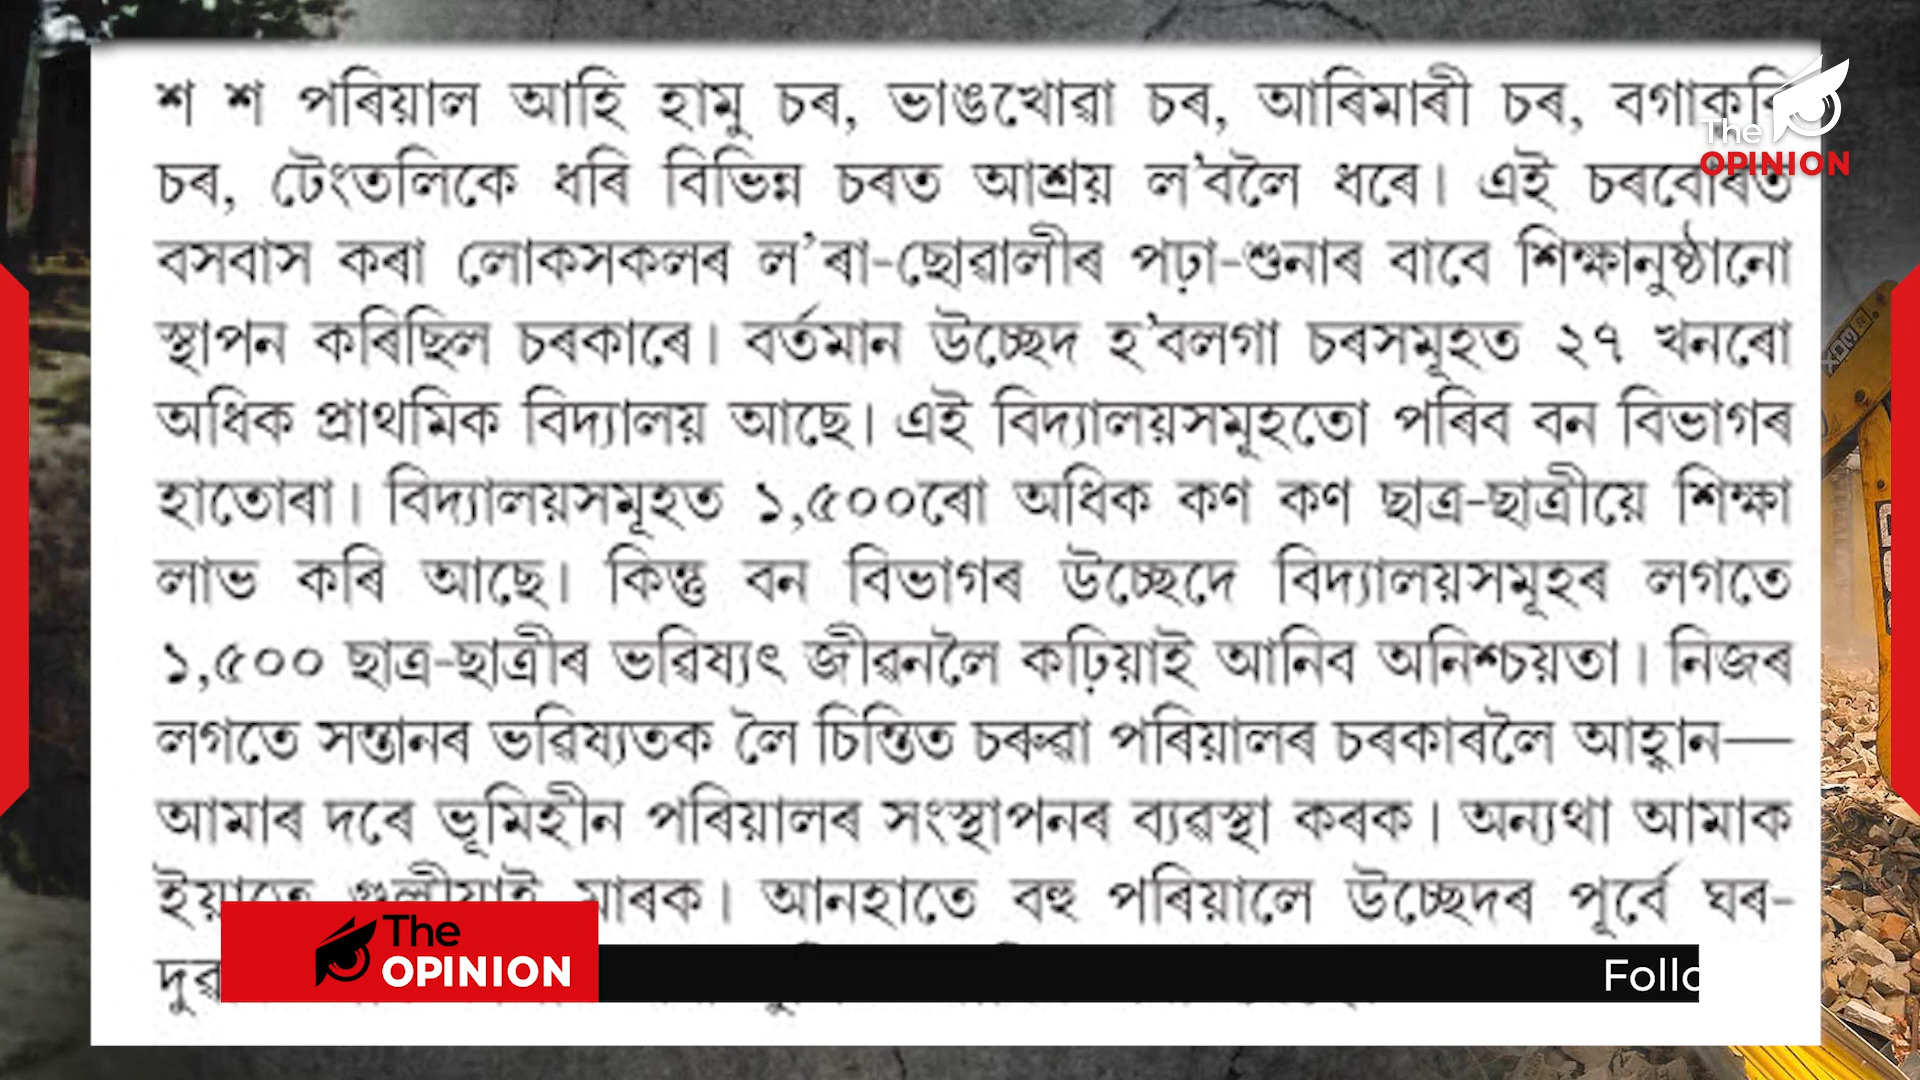 শ শ পৰিয়াল আহি হামু চৰ, ভাঙখোৱা চৰ, আৰিমাৰী চৰ, বগাকৰি
চৰ, টেংতলিকে ধৰি বিভিন্ন চৰত আশ্ৰয় ল'বলৈ ধৰে। এই চৰবোৰত
বসবাস কৰা লোকসকলৰ ল'ৰা-ছোৱালীৰ পঢ়া-শুনাৰ বাবে শিক্ষানুষ্ঠানো
স্থাপন কৰিছিল চৰকাৰে। বৰ্তমান উচ্ছেদ হ'বলগা চৰসমূহত ২৭ খনৰো
অধিক প্ৰাথমিক বিদ্যালয় আছে। এই বিদ্যালয়সমূহতো পৰিব বন বিভাগৰ
হাতোৰা। বিদ্যালয়সমূহত ১,৫০০ৰো অধিক কণ কণ ছাত্ৰ-ছাত্ৰীয়ে শিক্ষা
লাভ কৰি আছে। কিন্তু বন বিভাগৰ উচ্ছেদে বিদ্যালয়সমূহৰ লগতে
১,৫০০ ছাত্ৰ-ছাত্ৰীৰ ভৱিষ্যৎ জীৱনলৈ কঢ়িয়াই আনিব অনিশ্চয়তা। নিজৰ
লগতে সন্তানৰ ভৱিষ্যতক লৈ চিন্তিত চৰুৱা পৰিয়ালৰ চৰকাৰলৈ আহ্বান—
আমাৰ দৰে ভূমিহীন পৰিয়ালৰ সংস্থাপনৰ ব্যৱস্থা কৰক। অন্যথা আমাক
ইয়াতে গুলীয়াই মাৰক। আনহাতে বহু পৰিয়ালে উচ্ছেদৰ পূৰ্বে ঘৰ-
The OPINION
The OPINION
Follo